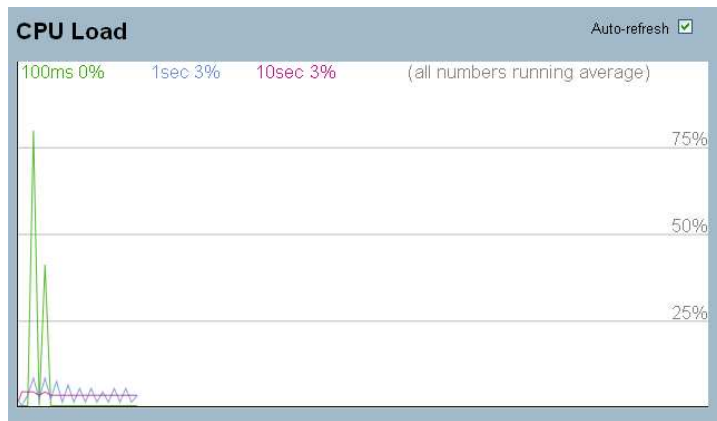 CPU Load
Auto-refresh
100ms 0% 1sec 3% 10sec 3% (all numbers running average)
75%
50%
25%